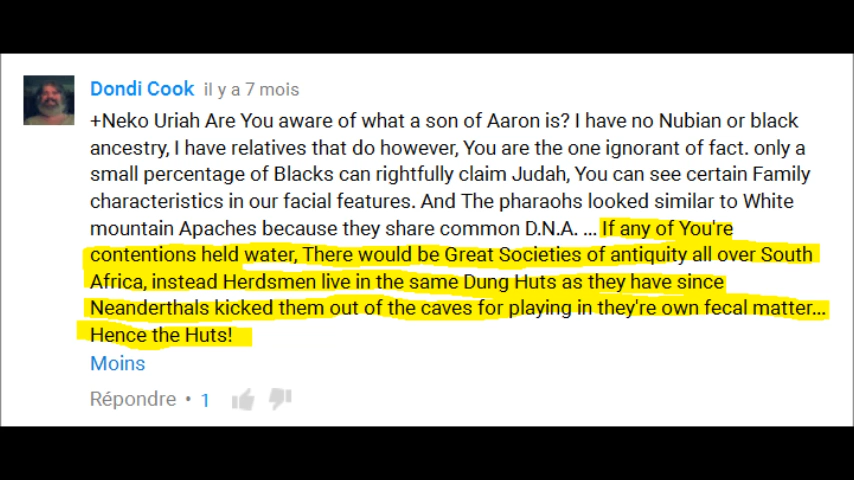 Dondi Cook il y a 7 mois
+Neko Uriah Are You aware of what a son of Aaron is? I have no Nubian or black
ancestry, I have relatives that do however, You are the one ignorant of fact. only a
small percentage of Blacks can rightfully claim Judah, You can see certain Family
characteristics in our facial features. And The pharaohs looked similar to White
mountain Apaches because they share common D.N.A. ... If any of You're
contentions held water, There would be Great Societies of antiquity all over South
Africa, instead Herdsmen live in the same Dung Huts as they have since
Neanderthals kicked them out of the caves for playing in they're own fecal matter...
Hence the Huts!
Moins
Répondre • 1